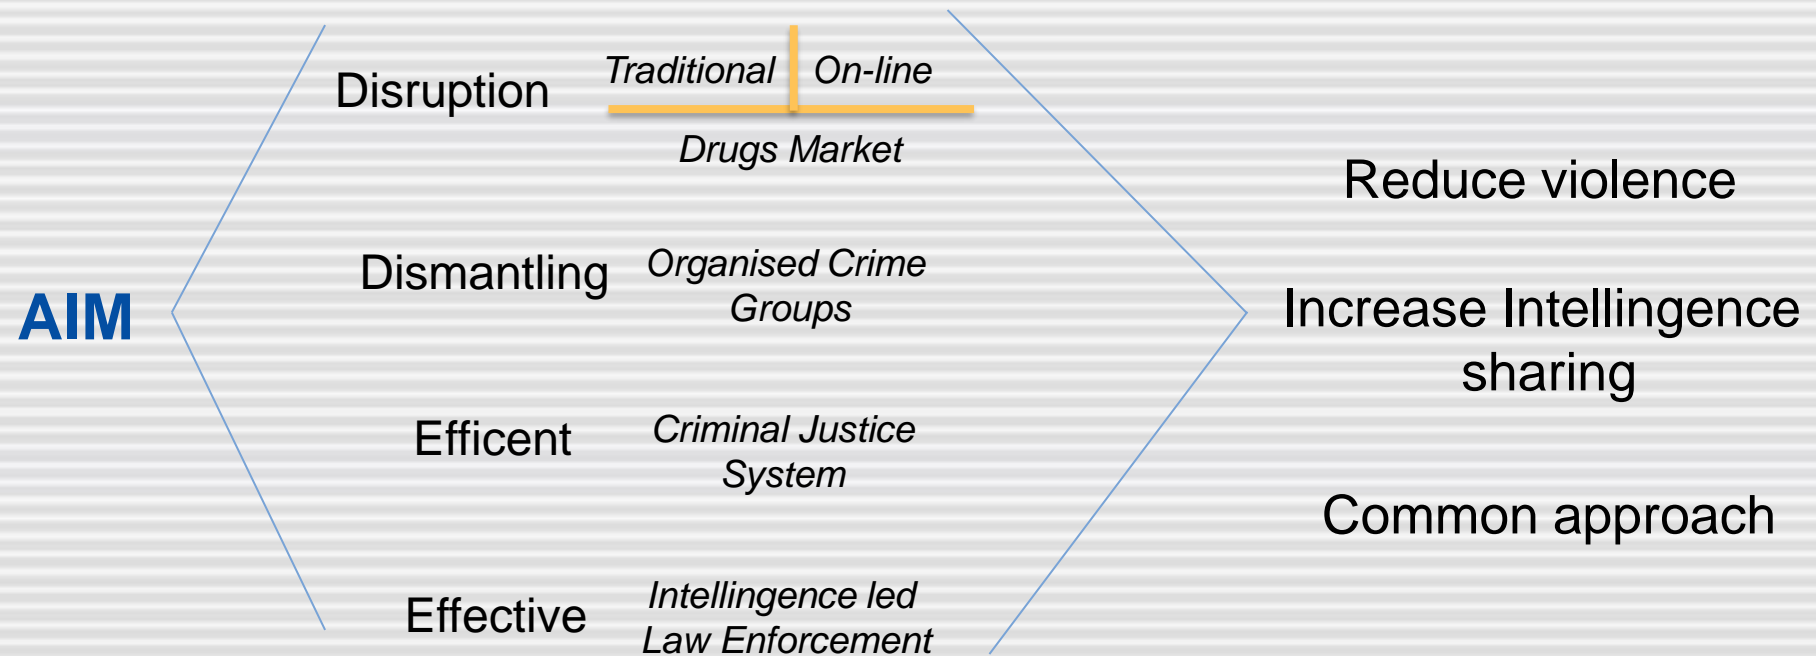 AIM
Disruption
Traditional
On-line
Drugs Market
Dismantling
Organised Crime
Groups
Efficent
Criminal Justice
System
Effective
Intellingence led
Law Enforcement
Reduce violence
Increase Intellingence
sharing
Common approach